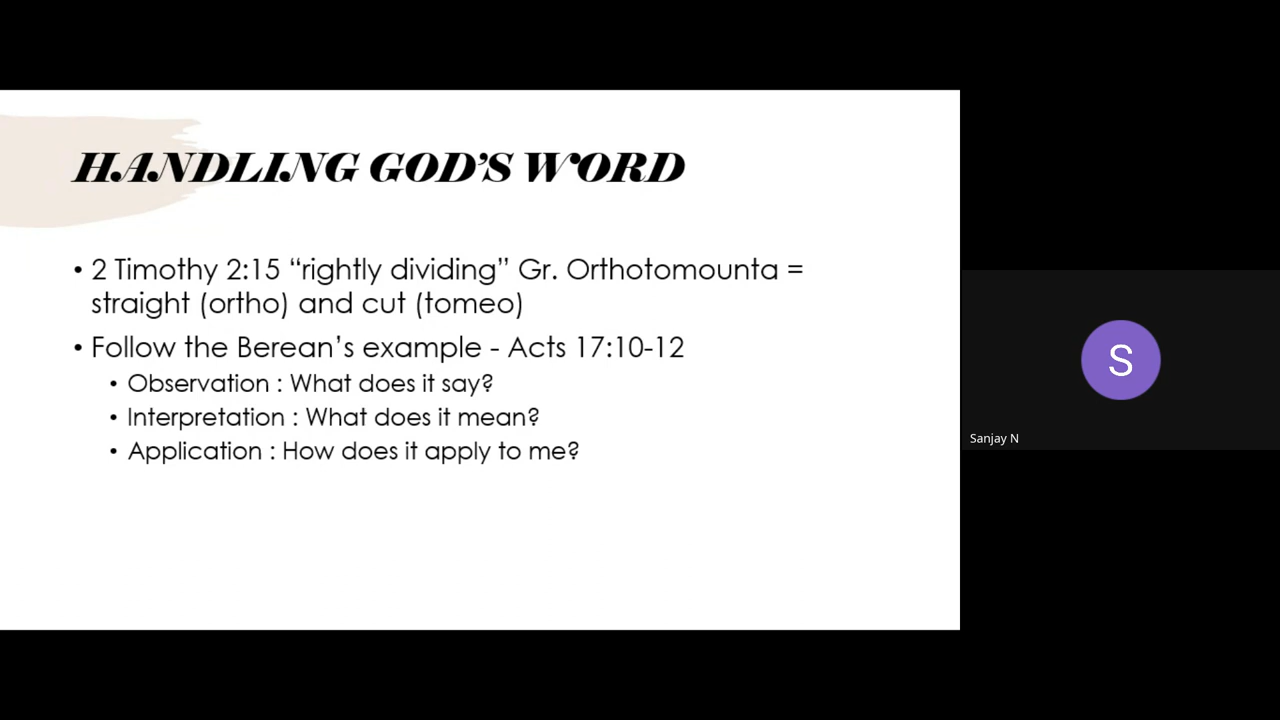 HANDLING GOD'S WORD
• 2 Timothy 2:15 “rightly dividing” Gr. Orthotomounta =
straight (ortho) and cut (tomeo)
• Follow the Berean’s example - Acts 17:10-12
• Observation : What does it say?
• Interpretation : What does it mean?
• Application : How does it apply to me?
S
Sanjay N